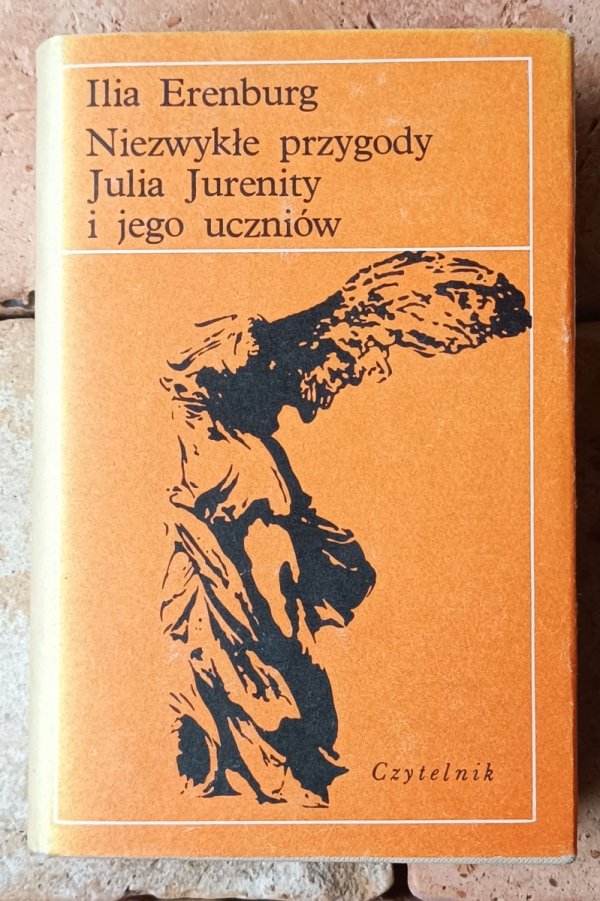 Ilia Erenburg
Niezwykłe przygody
Julia Jurenity
i jego uczniów
Czytelnik